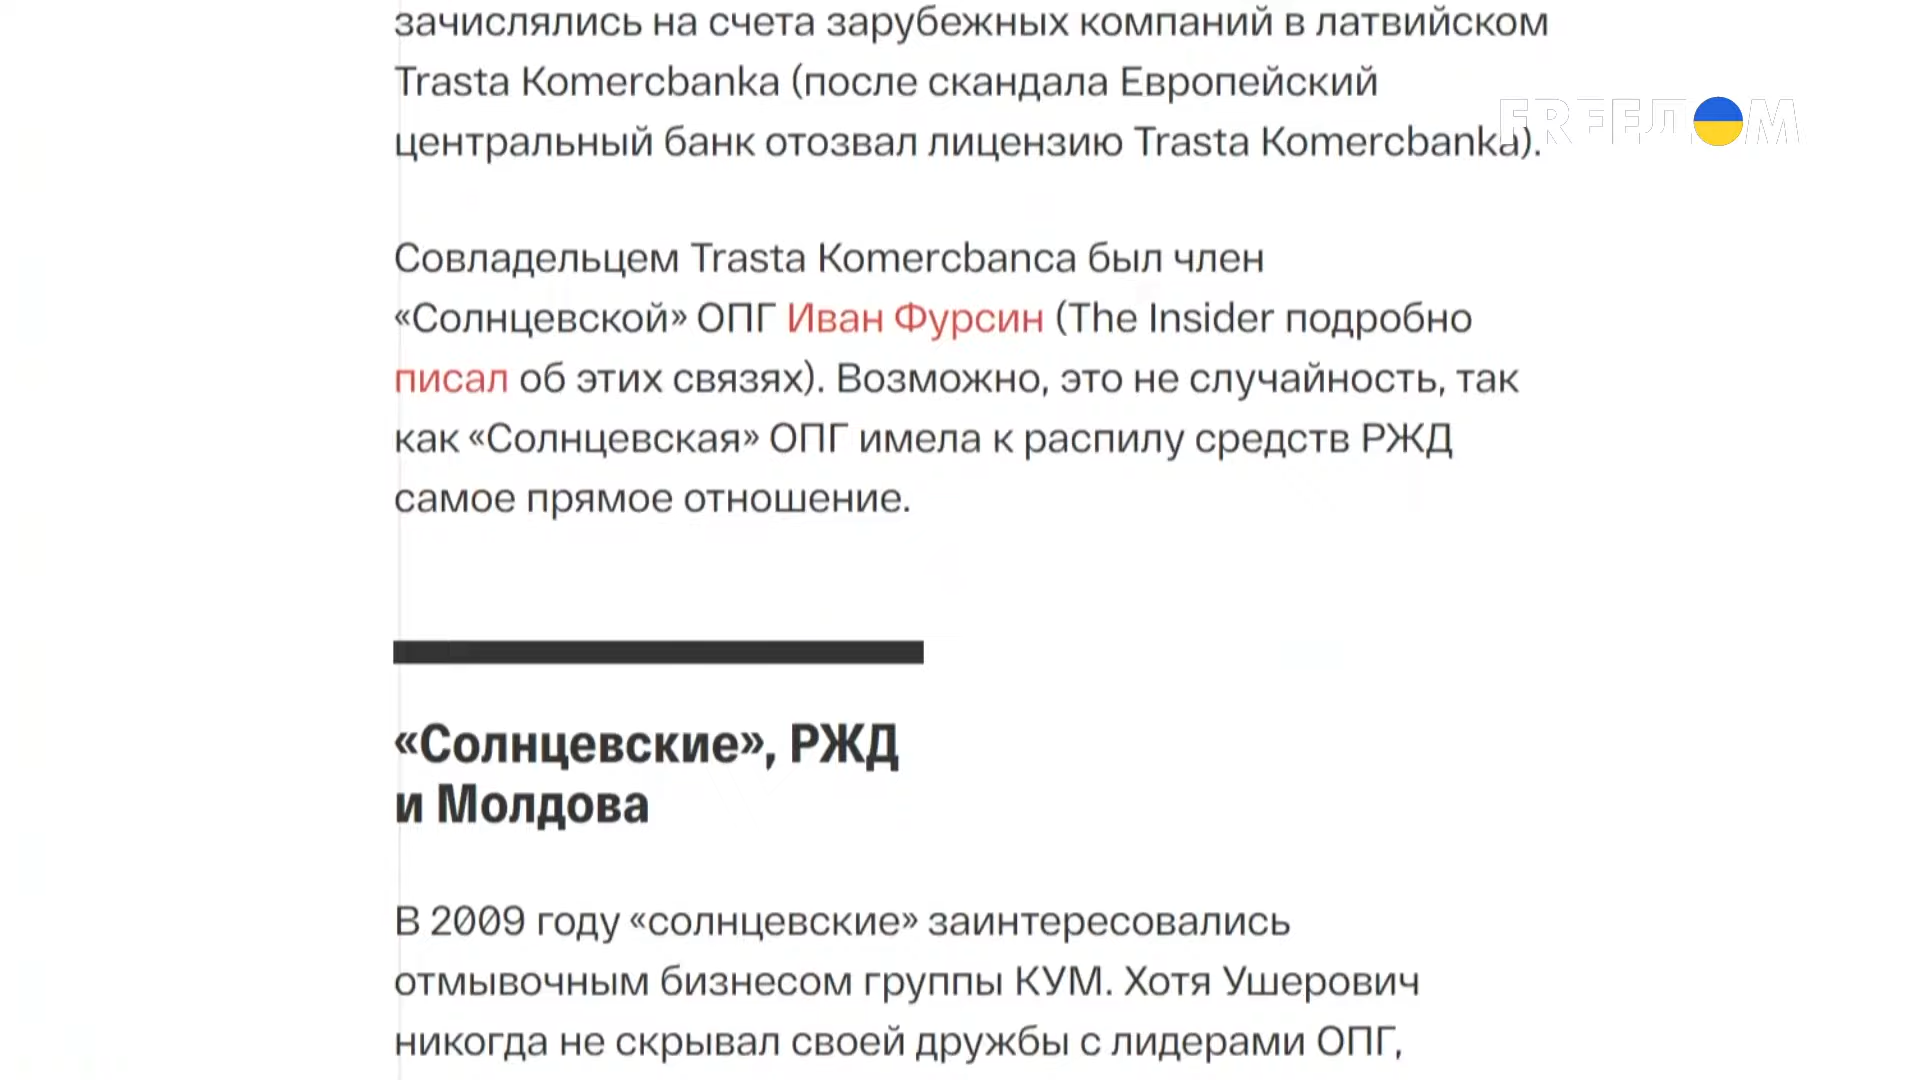 зачислялись на счета зарубежных компаний в латвийском
Trasta Komercbanka (после скандала Европейский
FREEДOM
центральный банк отозвал лицензию Trasta Komercbanka).
Совладельцем Trasta Komercbanca был член
«Солнцевской» ОПГ Иван Фурсин (The Insider подробно
писал об этих связях). Возможно, это не случайность, так
как «Солнцевская» ОПГ имела к распилу средств РЖД
самое прямое отношение.
«Солнцевские», РЖД
и Молдова
В 2009 году «солнцевские» заинтересовались
отмывочным бизнесом группы КУМ. Хотя Ушерович
никогда не скрывал своей дружбы с лидерами ОПГ,